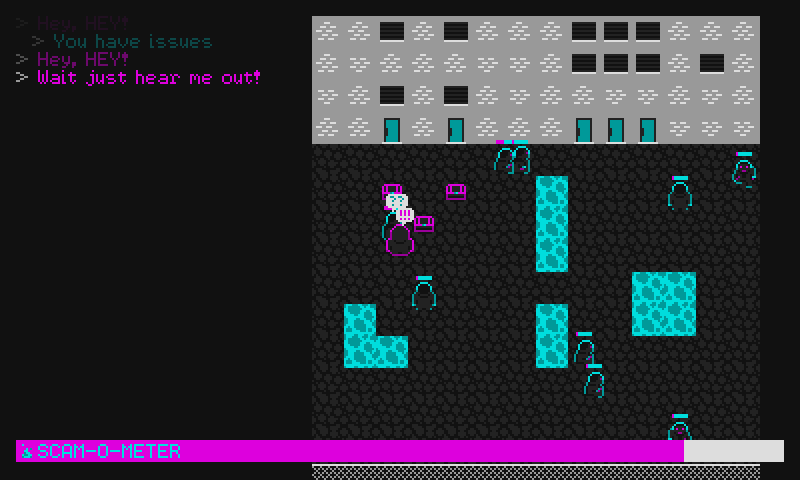 > Hey, HEY!
> You have issues
> Hey, HEY!
> Wait just hear me out!
SCAM-O-METER